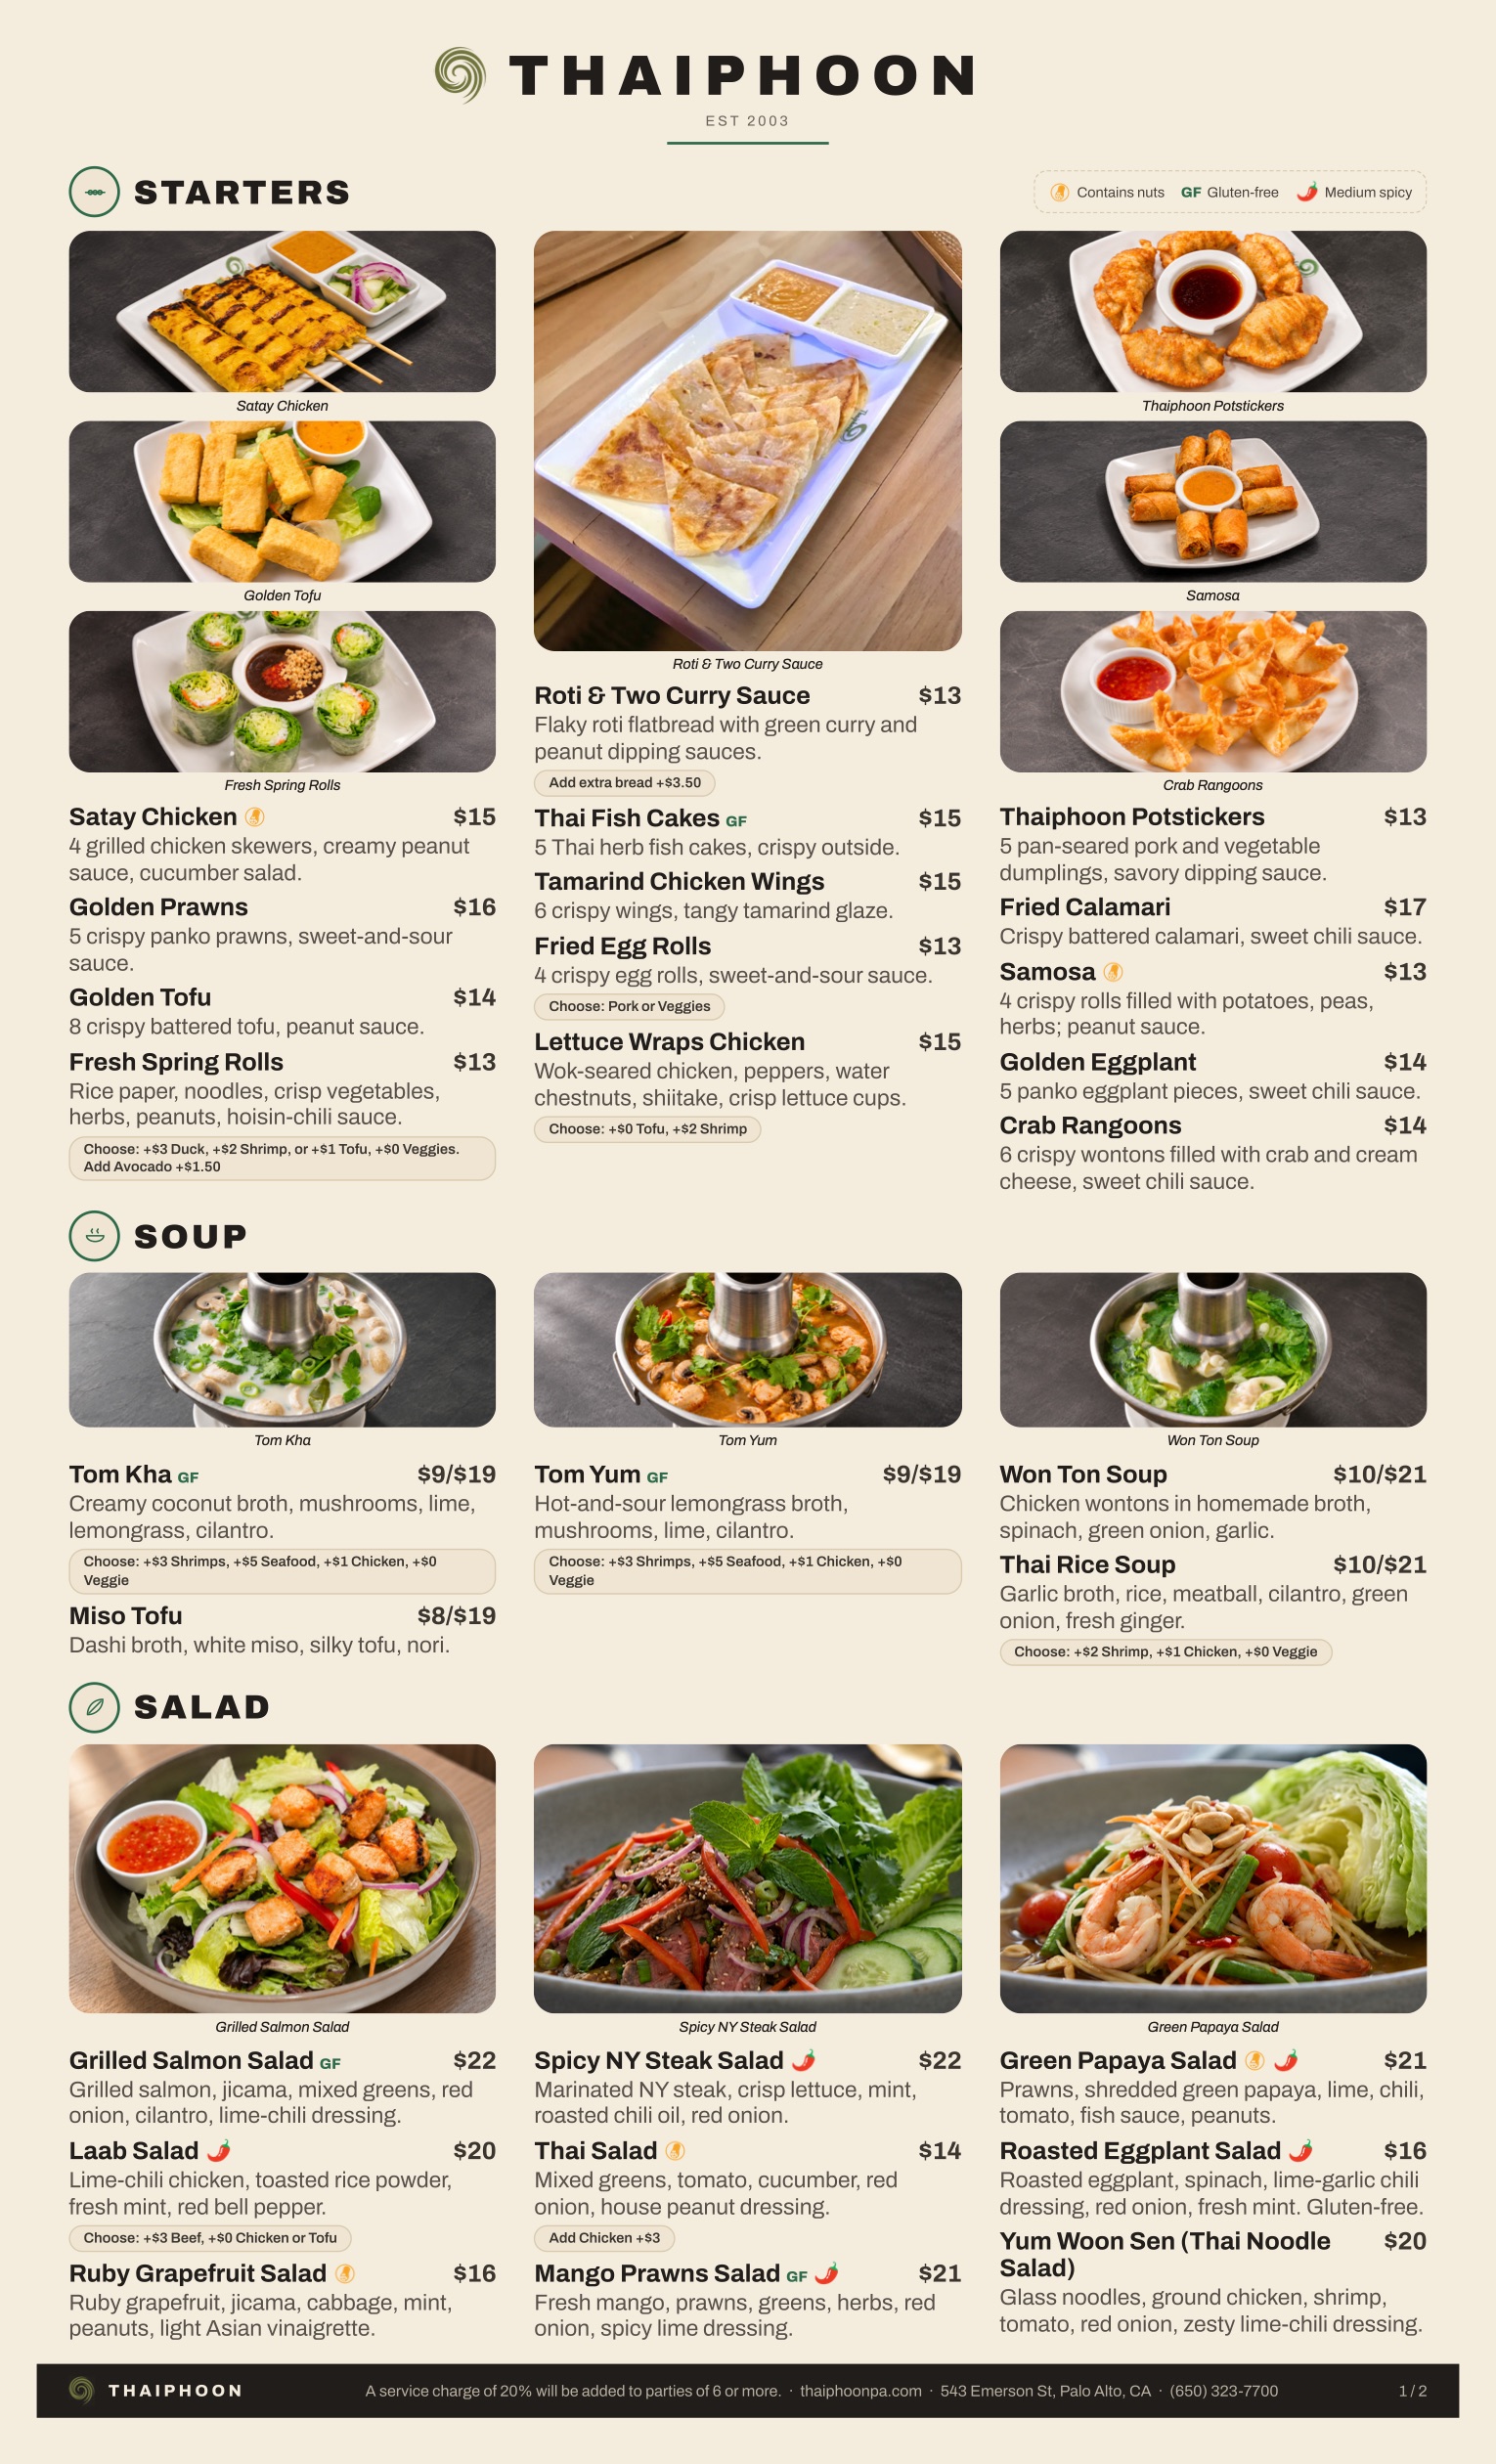 THAIPHOON
EST 2003
STARTERS
Contains nuts GF Gluten-free Medium spicy
Satay Chicken
Golden Tofu
Fresh Spring Rolls
Satay Chicken $15
4 grilled chicken skewers, creamy peanut
sauce, cucumber salad.
Golden Prawns $16
5 crispy panko prawns, sweet-and-sour
sauce.
Golden Tofu $14
8 crispy battered tofu, peanut sauce.
Fresh Spring Rolls $13
Rice paper, noodles, crisp vegetables,
herbs, peanuts, hoisin-chili sauce.
Choose: +$3 Duck, +$2 Shrimp, or +$1 Tofu, +$0 Veggies.
Add Avocado +$1.50
Roti & Two Curry Sauce
Roti & Two Curry Sauce $13
Flaky roti flatbread with green curry and
peanut dipping sauces.
Add extra bread +$3.50
Thai Fish Cakes GF $15
5 Thai herb fish cakes, crispy outside.
Tamarind Chicken Wings $15
6 crispy wings, tangy tamarind glaze.
Fried Egg Rolls $13
4 crispy egg rolls, sweet-and-sour sauce.
Choose: Pork or Veggies
Lettuce Wraps Chicken $15
Wok-seared chicken, peppers, water
chestnuts, shiitake, crisp lettuce cups.
Choose: +$0 Tofu, +$2 Shrimp
Thaiphoon Potstickers
Samosa
Crab Rangoons
Thaiphoon Potstickers $13
5 pan-seared pork and vegetable
dumplings, savory dipping sauce.
Fried Calamari $17
Crispy battered calamari, sweet chili sauce.
Samosa $13
4 crispy rolls filled with potatoes, peas,
herbs; peanut sauce.
Golden Eggplant $14
5 panko eggplant pieces, sweet chili sauce.
Crab Rangoons $14
6 crispy wontons filled with crab and cream
cheese, sweet chili sauce.
SOUP
Tom Kha
Tom Kha GF $9/$19
Creamy coconut broth, mushrooms, lime,
lemongrass, cilantro.
Choose: +$3 Shrimps, +$5 Seafood, +$1 Chicken, +$0
Veggie
Miso Tofu $8/$19
Dashi broth, white miso, silky tofu, nori.
Tom Yum
Tom Yum GF $9/$19
Hot-and-sour lemongrass broth,
mushrooms, lime, cilantro.
Choose: +$3 Shrimps, +$5 Seafood, +$1 Chicken, +$0
Veggie
Won Ton Soup
Won Ton Soup $10/$21
Chicken wontons in homemade broth,
spinach, green onion, garlic.
Thai Rice Soup $10/$21
Garlic broth, rice, meatball, cilantro, green
onion, fresh ginger.
Choose: +$2 Shrimp, +$1 Chicken, +$0 Veggie
SALAD
Grilled Salmon Salad
Grilled Salmon Salad GF $22
Grilled salmon, jicama, mixed greens, red
onion, cilantro, lime-chili dressing.
Laab Salad $20
Lime-chili chicken, toasted rice powder,
fresh mint, red bell pepper.
Choose: +$3 Beef, +$0 Chicken or Tofu
Ruby Grapefruit Salad $16
Ruby grapefruit, jicama, cabbage, mint,
peanuts, light Asian vinaigrette.
Spicy NY Steak Salad
Spicy NY Steak Salad $22
Marinated NY steak, crisp lettuce, mint,
roasted chili oil, red onion.
Thai Salad $14
Mixed greens, tomato, cucumber, red
onion, house peanut dressing.
Add Chicken +$3
Mango Prawns Salad GF $21
Fresh mango, prawns, greens, herbs, red
onion, spicy lime dressing.
Green Papaya Salad
Green Papaya Salad $21
Prawns, shredded green papaya, lime, chili,
tomato, fish sauce, peanuts.
Roasted Eggplant Salad $16
Roasted eggplant, spinach, lime-garlic chili
dressing, red onion, fresh mint. Gluten-free.
Yum Woon Sen (Thai Noodle $20
Salad)
Glass noodles, ground chicken, shrimp,
tomato, red onion, zesty lime-chili dressing.
THAIPHOON A service charge of 20% will be added to parties of 6 or more. · thaiphoonpa.com · 543 Emerson St, Palo Alto, CA · (650) 323-7700 1 / 2